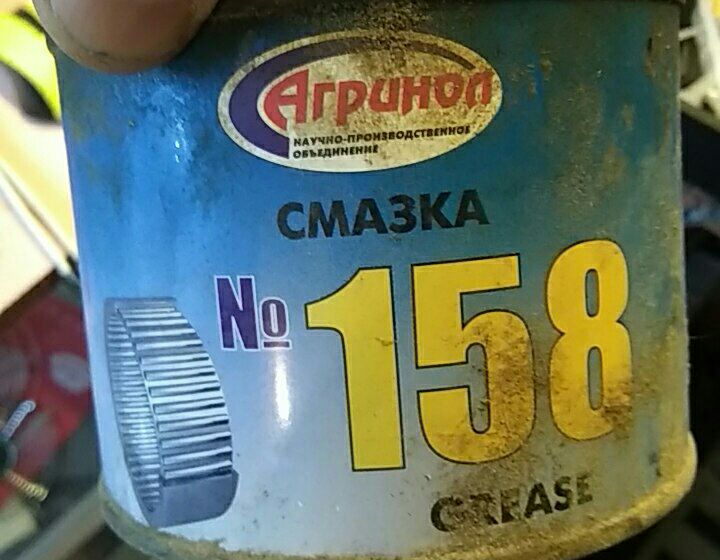 Агринол
НАУЧНО-ПРОИЗВОДСТВЕННОЕ
ОБЪЕДИНЕНИЕ
СМАЗКА
№ 158
GREASE